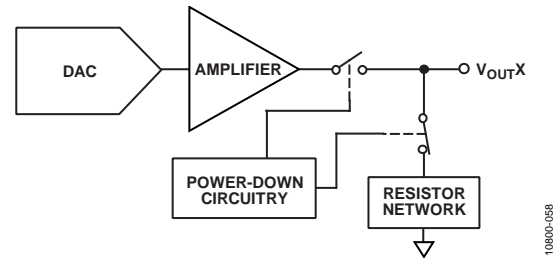 DAC
AMPLIFIER
VOUTX
POWER-DOWN
CIRCUITRY
RESISTOR
NETWORK
10800-058